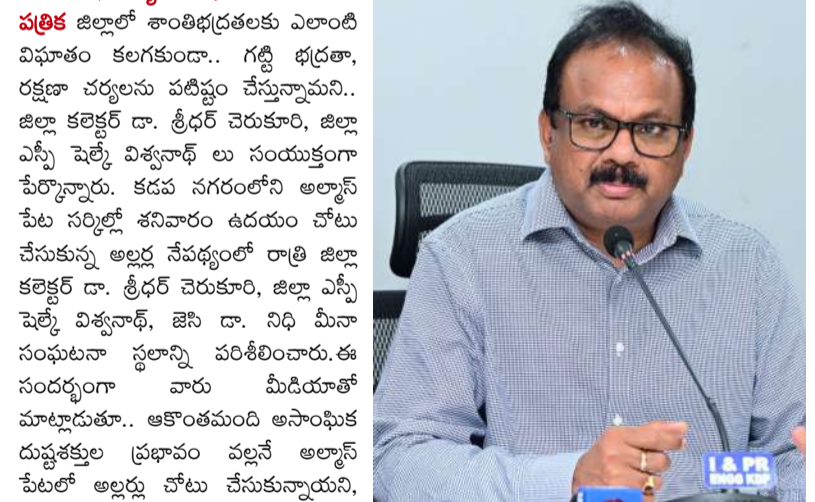 పత్రిక జిల్లాలో శాంతిభద్రతలకు ఎలాంటి
విఘాతం కలగకుండా.. గట్టి భద్రతా,
రక్షణా చర్యలను పటిష్టం చేస్తున్నామని..
జిల్లా కలెక్టర్ డా. శ్రీధర్ చెరుకూరి, జిల్లా
ఎస్పీ షెల్కే విశ్వనాథ్ లు సంయుక్తంగా
పేర్కొన్నారు. కడప నగరంలోని అల్మాస్
పేట సర్కిల్లో శనివారం ఉదయం చోటు
చేసుకున్న అల్లర్ల నేపథ్యంలో రాత్రి జిల్లా
కలెక్టర్ డా. శ్రీధర్ చెరుకూరి, జిల్లా ఎస్పీ
షెల్కే విశ్వనాథ్, జెసి డా. నిధి మీనా
సంఘటనా స్థలాన్ని పరిశీలించారు.ఈ
సందర్భంగా వారు మీడియాతో
మాట్లాడుతూ.. ఆకొంతమంది అసాంఘిక
దుష్టశక్తుల ప్రభావం వల్లనే అల్మాస్
పేటలో అల్లర్లు చోటు చేసుకున్నాయని,
I & PR
ENGG KDP